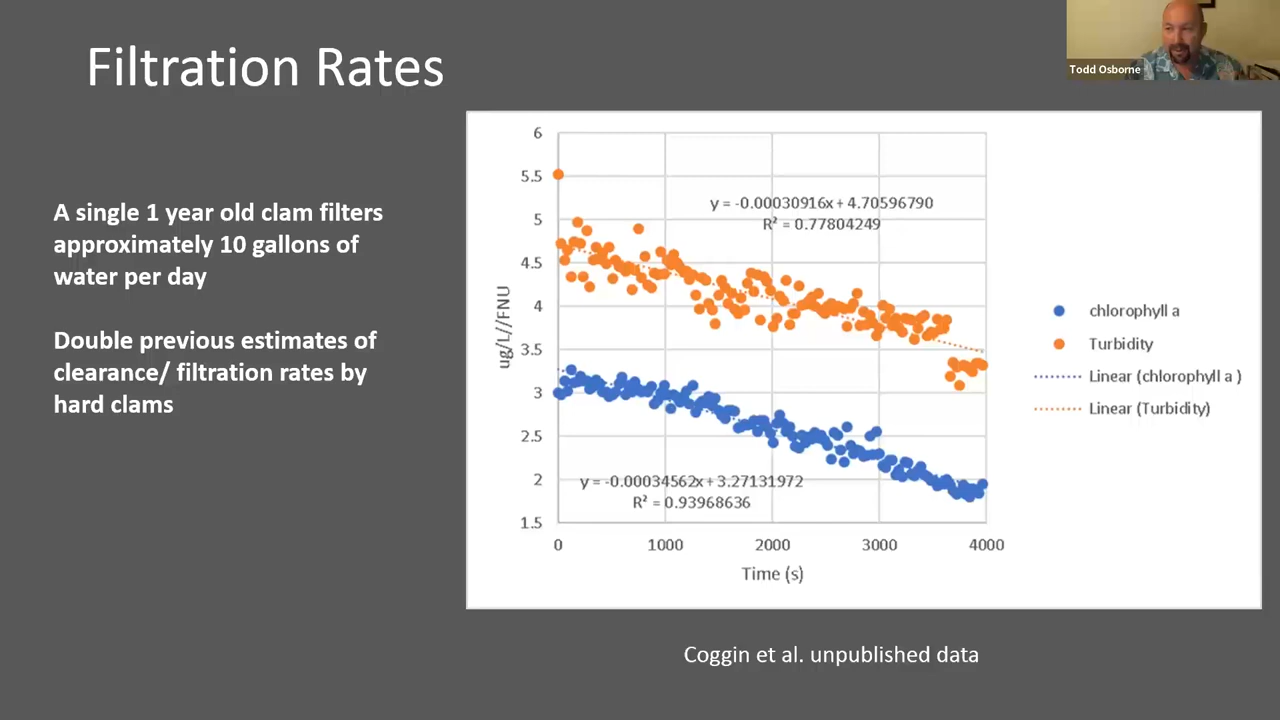 Filtration Rates
Todd Osborne
A single 1 year old clam filters
approximately 10 gallons of
water per day
Double previous estimates of
clearance/ filtration rates by
hard clams
6
5.5
5
4.5
4
3.5
3
2.5
2
1.5
ug/L//FNU
y = -0.00030916x + 4.70596790
R² = 0.77804249
y = -0.00034562x + 3.27131972
R² = 0.93968636
0 1000 2000 3000 4000
Time (s)
chlorophyll a
Turbidity
Linear (chlorophyll a )
Linear (Turbidity)
Coggin et al. unpublished data